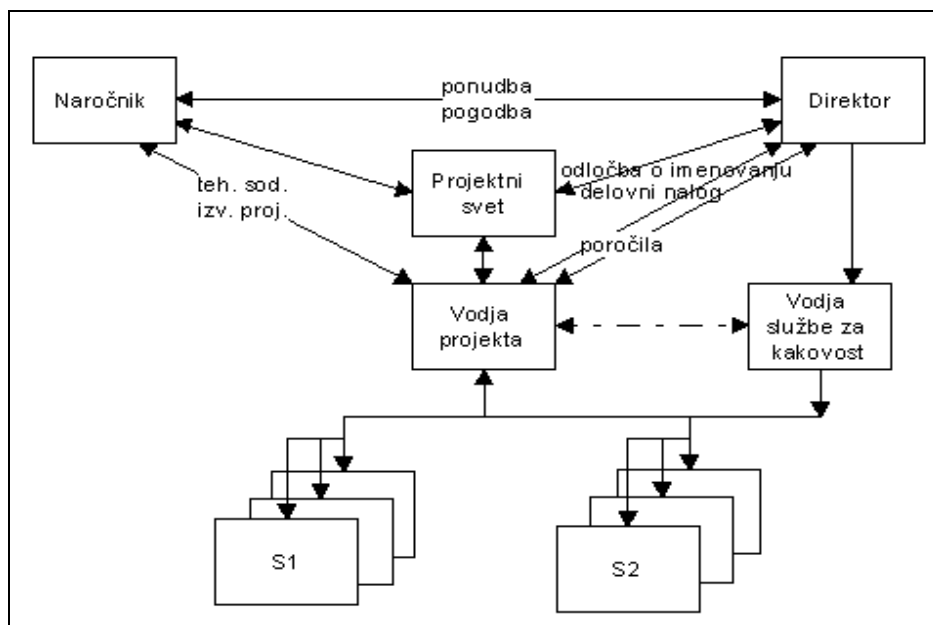 Naročnik
ponudba
pogodba
Direktor
teh. sod.
izv. proj.
Projektni
svet
odločba o imenovanju
delovni nalog
poročila
Vodja
projekta
Vodja
službe za
kakovost
S1
S2